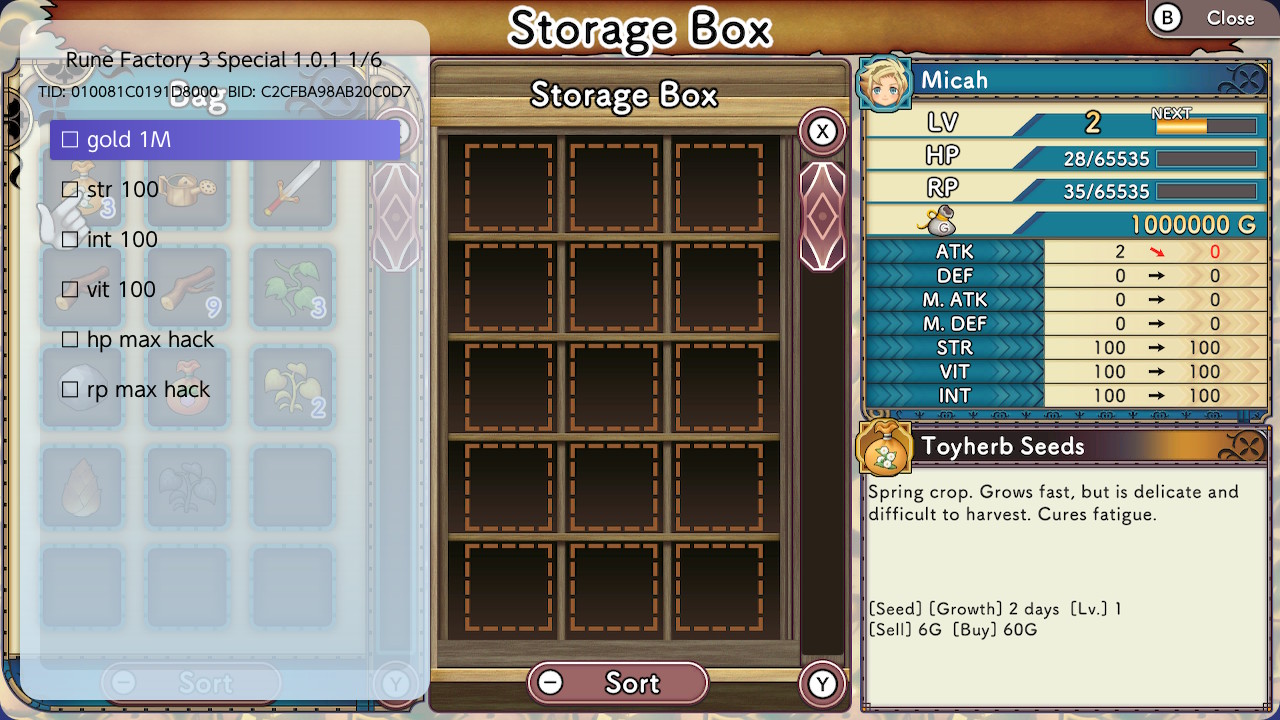 Storage Box
B Close
Rune Factory 3 Special 1.0.1 1/6
TID: 010081C0191D8000 BID: C2CFBA98AB20C0D7
Bag
gold 1M
str 100
int 100
vit 100
hp max hack
rp max hack
3
9
3
2
Sort
Y
Storage Box
X
Sort
Y
Micah
LV 2 NEXT
HP 28/65535
RP 35/65535
G 1000000 G
ATK 2 0
DEF 0 0
M. ATK 0 0
M. DEF 0 0
STR 100 100
VIT 100 100
INT 100 100
Toyherb Seeds
Spring crop. Grows fast, but is delicate and
difficult to harvest. Cures fatigue.
[Seed] [Growth] 2 days [Lv.] 1
[Sell] 6G [Buy] 60G